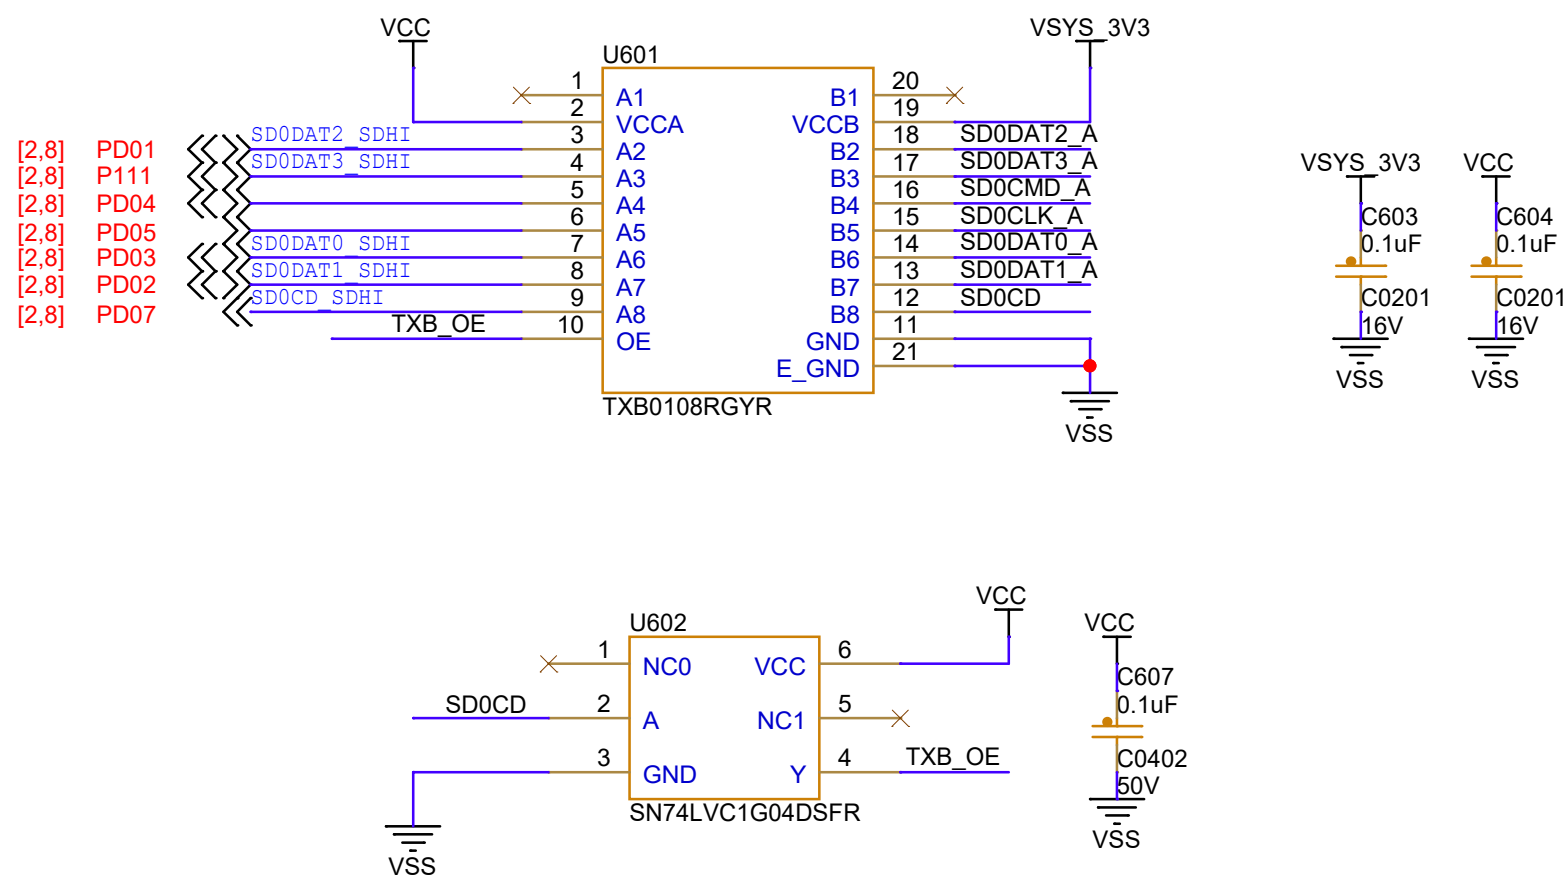 VCC
VSYS_3V3
U601
1 A1 B1 20
2 VCCA VCCB 19
[2,8] PD01 SD0DAT2_SDHI 3 A2 B2 18 SD0DAT2_A
[2,8] P111 SD0DAT3_SDHI 4 A3 B3 17 SD0DAT3_A
[2,8] PD04 5 A4 B4 16 SD0CMD_A
[2,8] PD05 6 A5 B5 15 SD0CLK_A
[2,8] PD03 SD0DAT0_SDHI 7 A6 B6 14 SD0DAT0_A
[2,8] PD02 SD0DAT1_SDHI 8 A7 B7 13 SD0DAT1_A
[2,8] PD07 SD0CD_SDHI 9 A8 B8 12 SD0CD
TXB_OE 10 OE GND 11
E_GND 21
TXB0108RGYR
VSS
VSYS_3V3
C603
0.1uF
C0201
16V
VSS
VCC
C604
0.1uF
C0201
16V
VSS
U602
VCC
1 NC0 VCC 6
SD0CD 2 A NC1 5
3 GND Y 4 TXB_OE
SN74LVC1G04DSFR
VSS
VCC
C607
0.1uF
C0402
50V
VSS